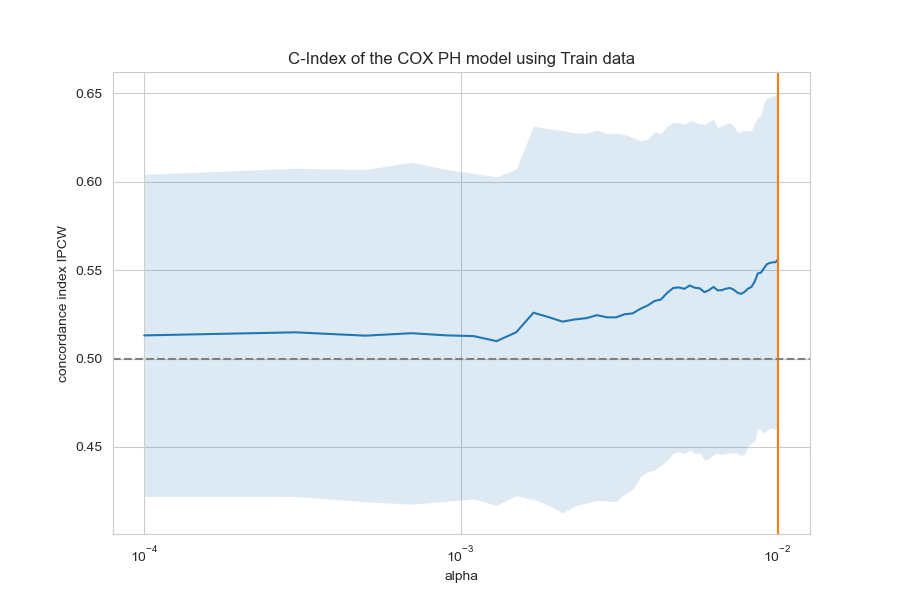 C-Index of the COX PH model using Train data
concordance index IPCW
0.65
0.60
0.55
0.50
0.45
10⁻⁴
10⁻³
10⁻²
alpha